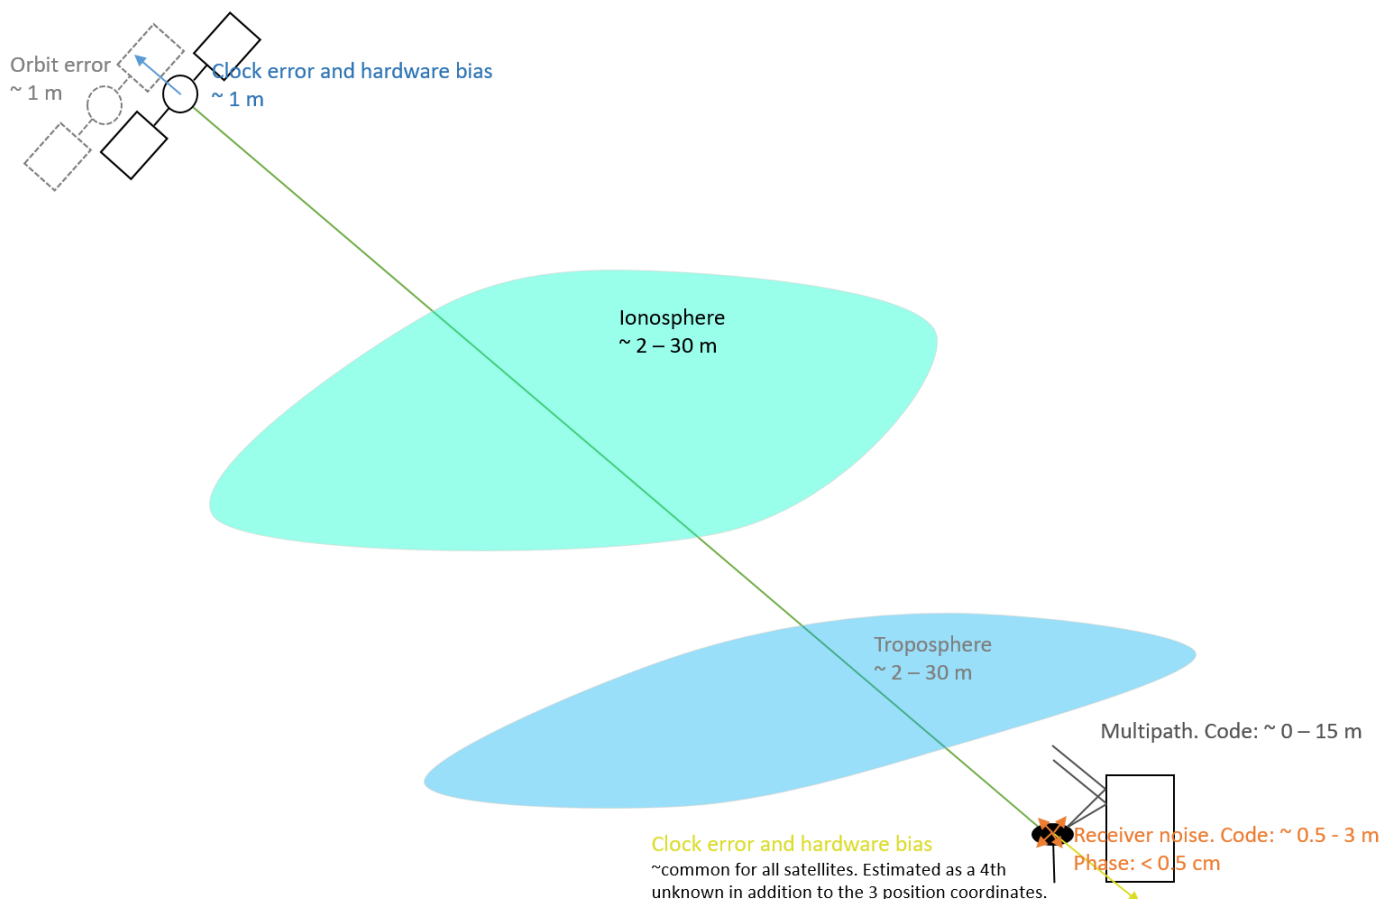 Orbit error
~ 1 m
Clock error and hardware bias
~ 1 m
Ionosphere
~ 2 – 30 m
Troposphere
~ 2 – 30 m
Multipath. Code: ~ 0 – 15 m
Receiver noise. Code: ~ 0.5 - 3 m
Phase: < 0.5 cm
Clock error and hardware bias
~common for all satellites. Estimated as a 4th
unknown in addition to the 3 position coordinates.